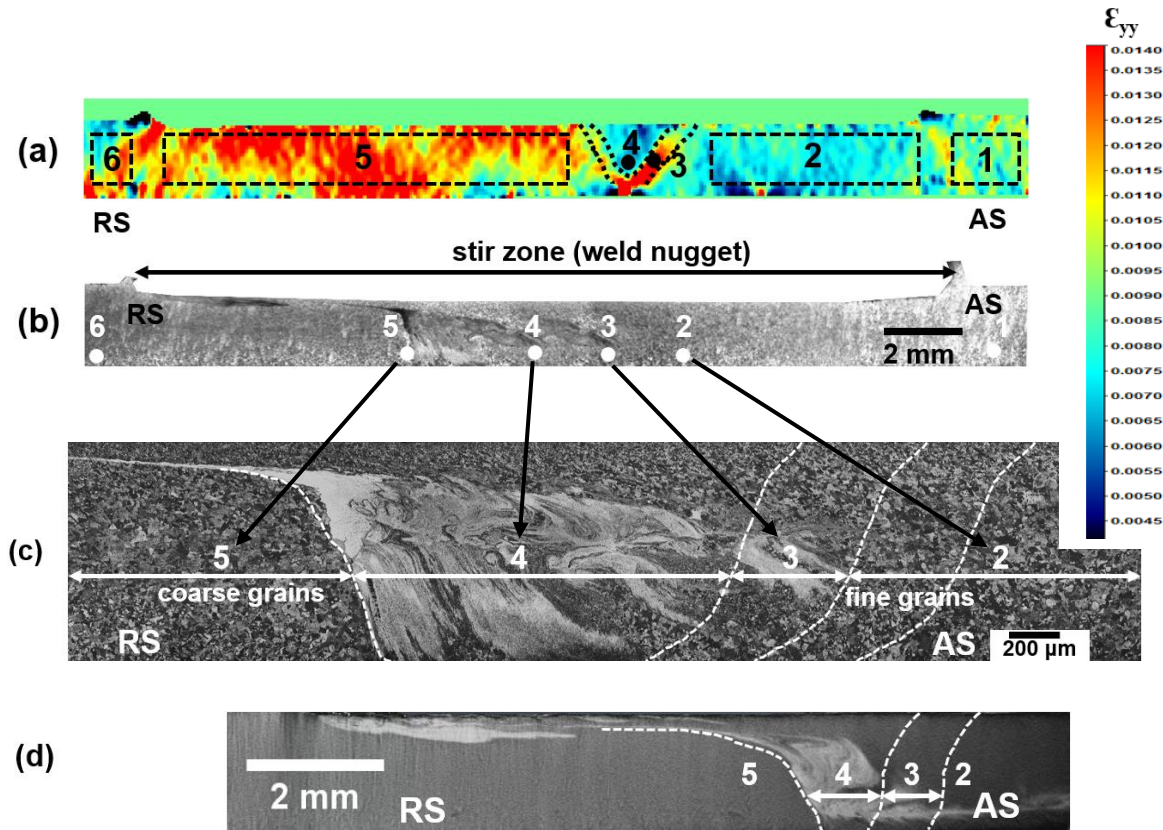 εyy
0.0140
0.0135
0.0130
0.0125
0.0120
0.0115
0.0110
0.0105
0.0100
0.0095
0.0090
0.0085
0.0080
0.0075
0.0070
0.0065
0.0060
0.0055
0.0050
0.0045
(a)
6
5
4
3
2
1
RS
AS
stir zone (weld nugget)
(b)
RS
AS
6
5
4
3
2
1
2 mm
(c)
5
4
3
2
coarse grains
fine grains
RS
AS
200 µm
(d)
5
4
3
2
2 mm
RS
AS